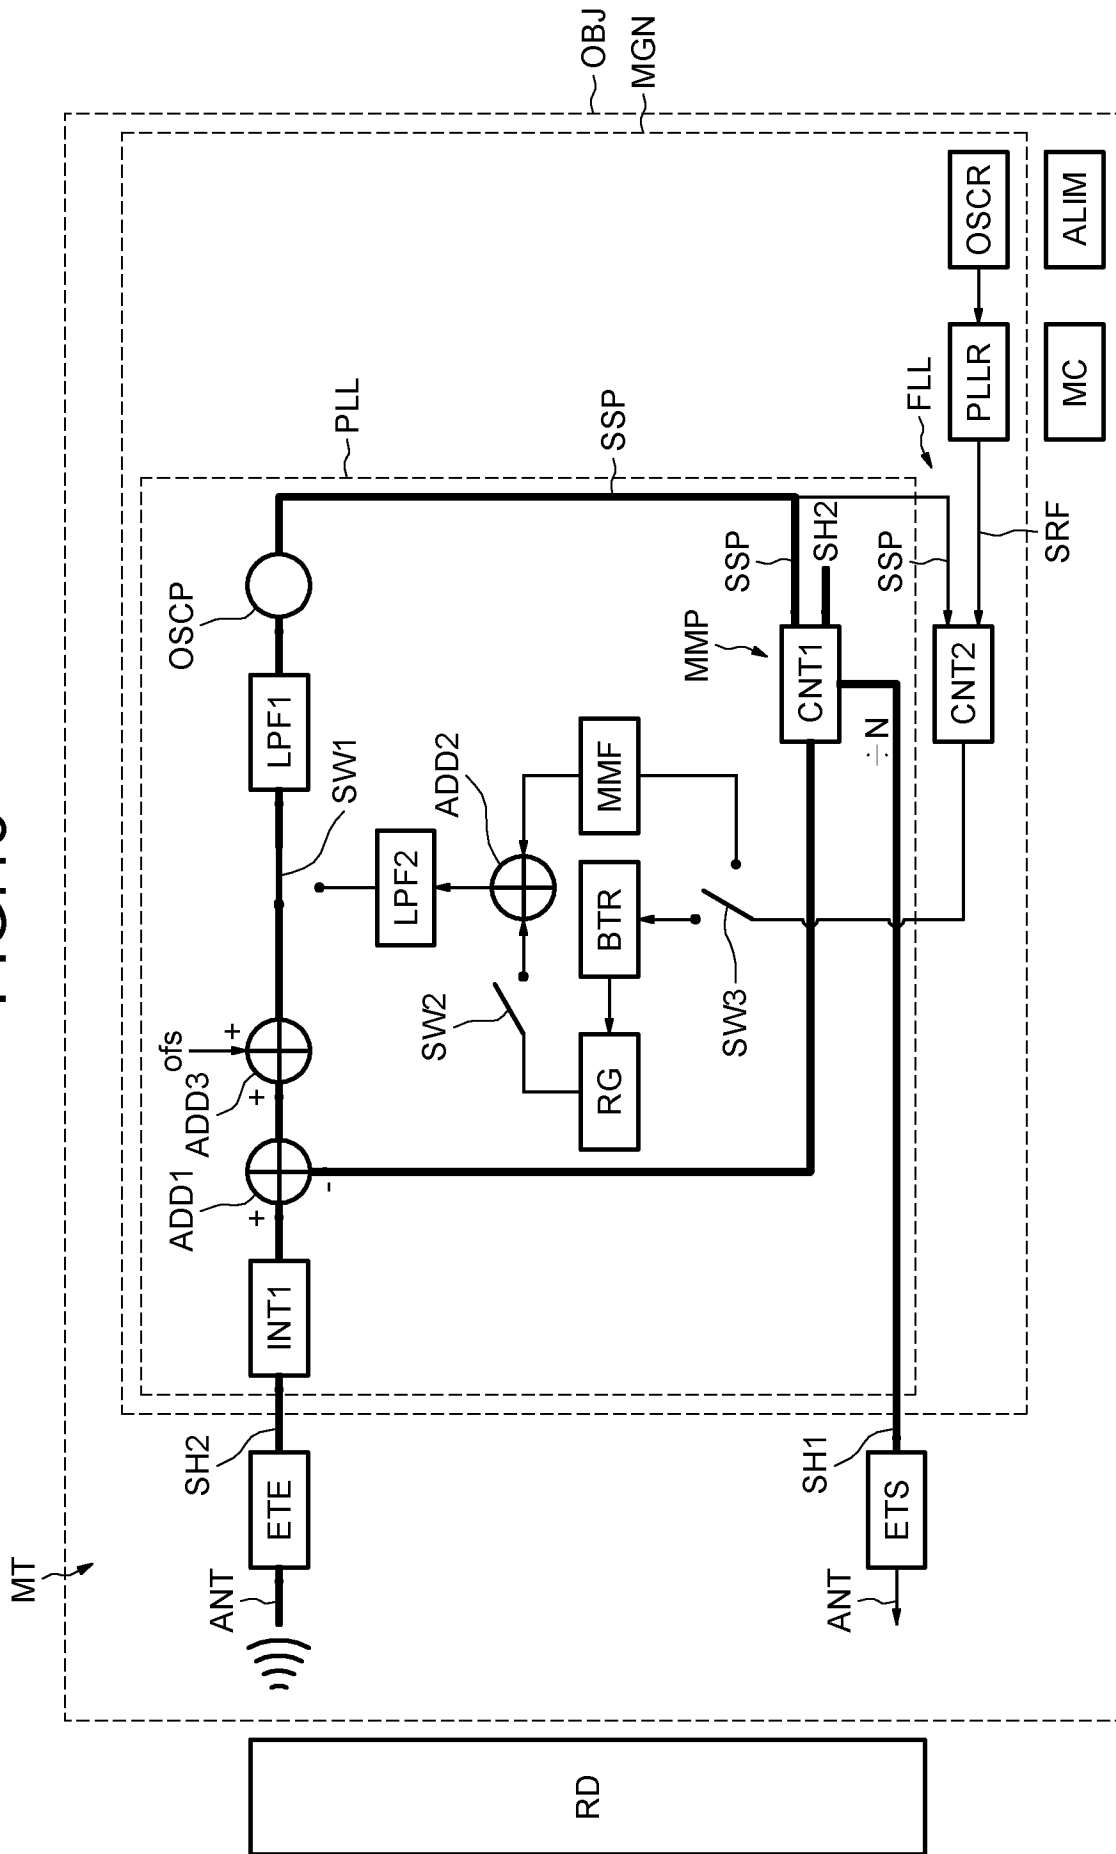 OBJ
MGN
MT
PLL
SSP
FLL
OSCR
ALIM
PLLR
MC
SRF
SSP
SSP
SH2
MMP
CNT1
CNT2
÷N
OSCP
LPF1
SW1
LPF2
ADD2
MMF
BTR
RG
SW2
SW3
ofs
+
+
ADD3
ADD1
+
-
INT1
SH2
ETE
ANT
SH1
ETS
ANT
RD